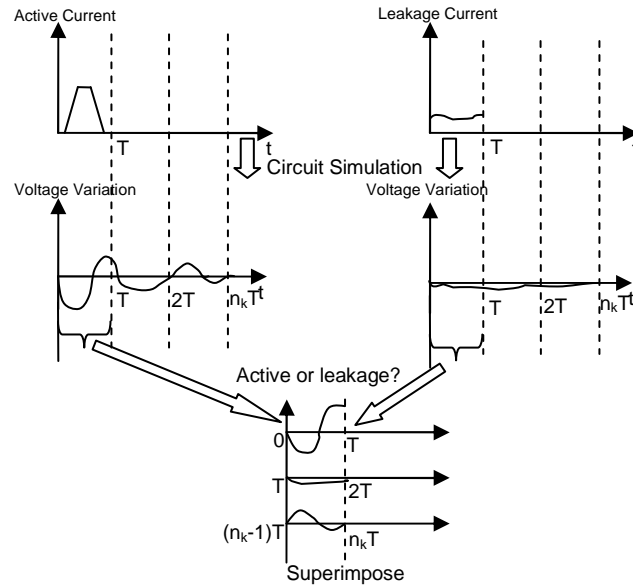 Active Current
Leakage Current
T
t
T
Circuit Simulation
Voltage Variation
Voltage Variation
T
2T
nₖT
t
T
2T
nₖT
t
Active or leakage?
0
T
T
2T
(nₖ-1)T
nₖT
Superimpose